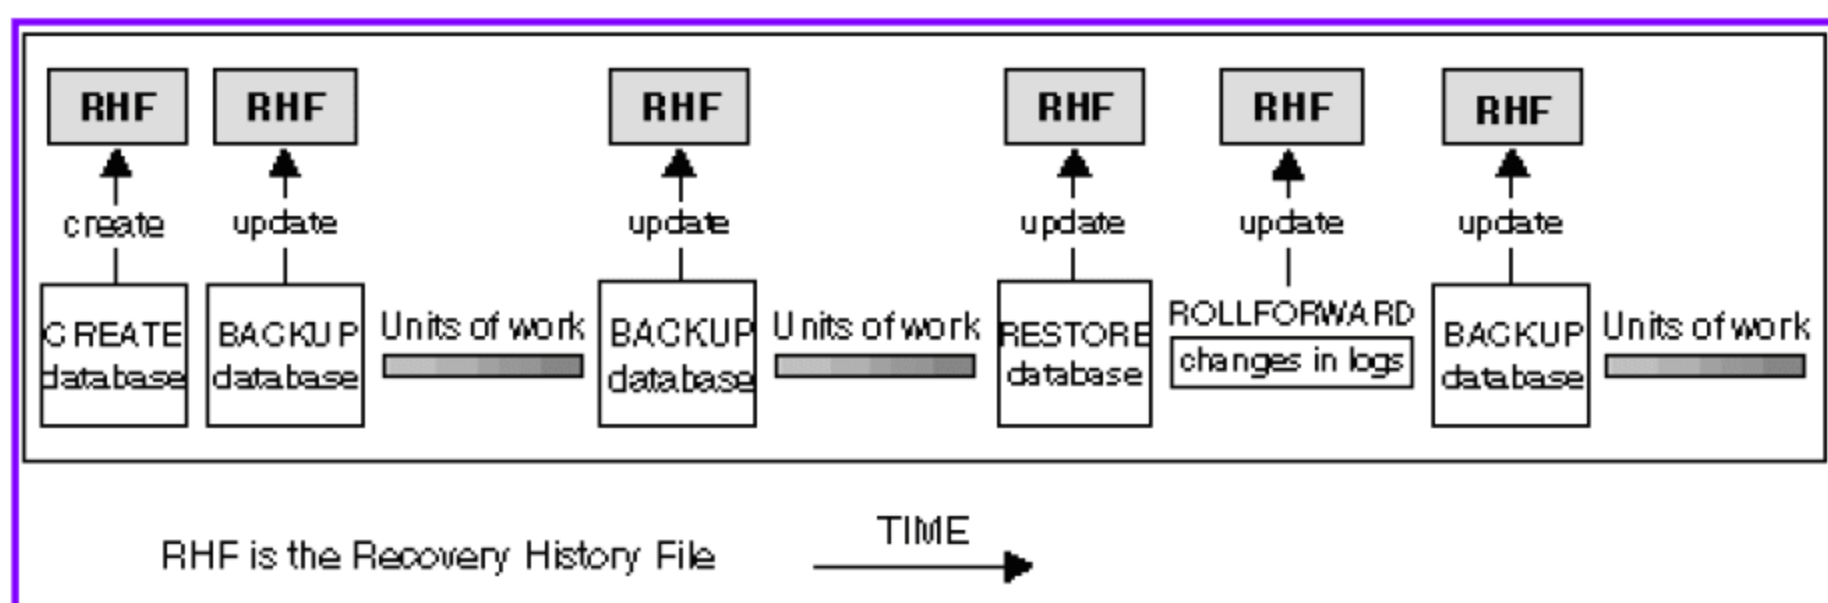 RHF RHF RHF RHF RHF RHF
create update update update update update
CREATE database
BACKUP database
Units of work
BACKUP database
Units of work
RESTORE database
ROLLFORWARD
changes in logs
BACKUP database
Units of work
RHF is the Recovery History File
TIME